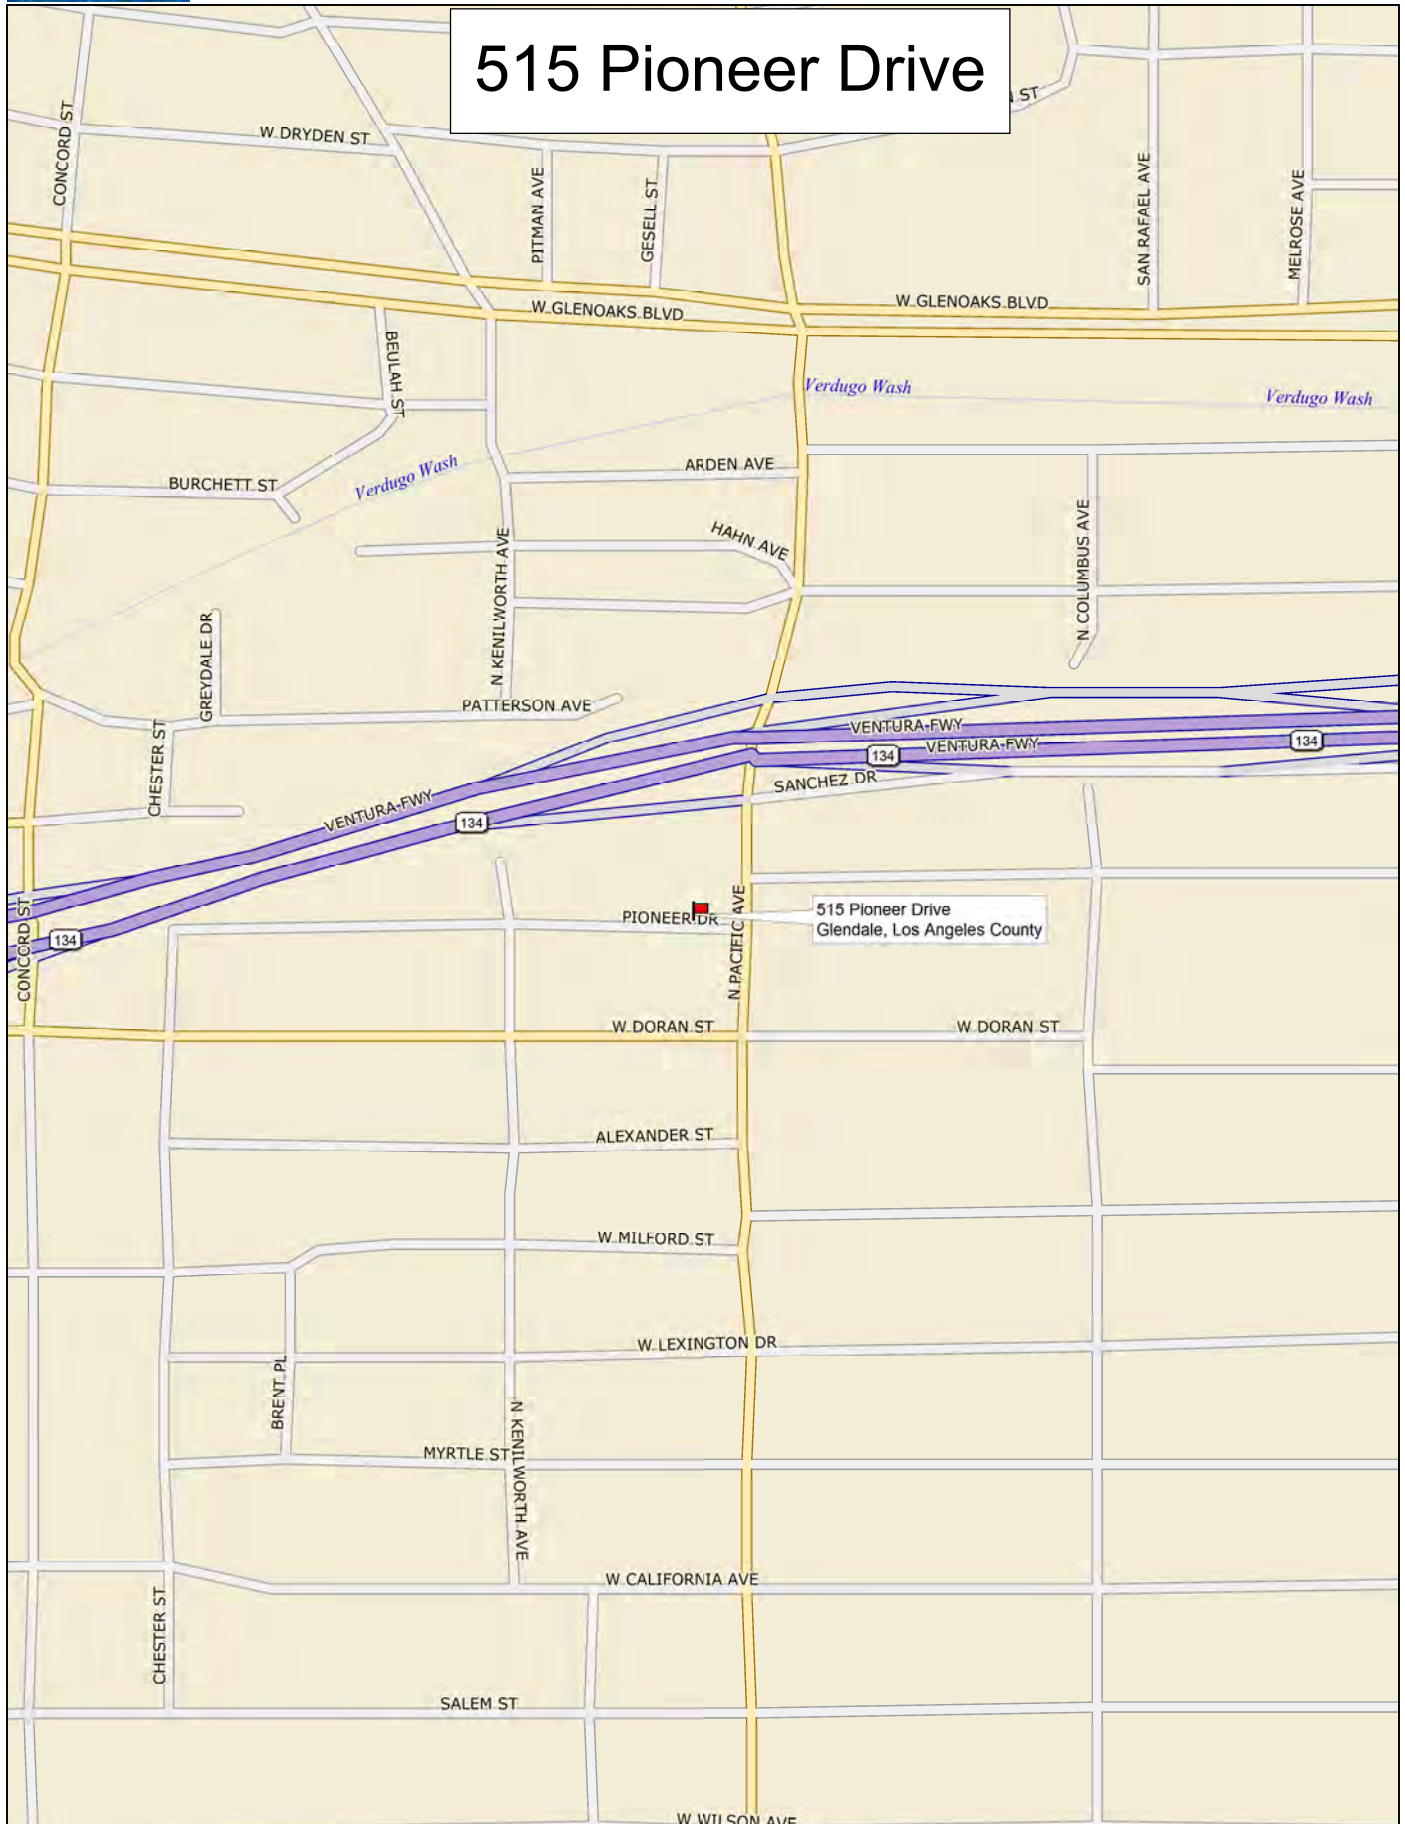 515 Pioneer Drive
ST
CONCORD ST
W DRYDEN ST
PITMAN AVE
GESELL ST
SAN RAFAEL AVE
MELROSE AVE
W GLENOAKS BLVD
W GLENOAKS BLVD
BEULAH ST
Verdugo Wash
Verdugo Wash
Verdugo Wash
BURCHETT ST
ARDEN AVE
HAHN AVE
N KENILWORTH AVE
N COLUMBUS AVE
GREYDALE DR
PATTERSON AVE
CHESTER ST
VENTURA FWY
VENTURA FWY
134
134
SANCHEZ DR
VENTURA FWY
134
CONCORD ST
134
PIONEER DR
N PACIFIC AVE
515 Pioneer Drive
Glendale, Los Angeles County
W DORAN ST
W DORAN ST
ALEXANDER ST
W MILFORD ST
W LEXINGTON DR
BRENT PL
N KENILWORTH AVE
MYRTLE ST
W CALIFORNIA AVE
CHESTER ST
SALEM ST
W WILSON AVE